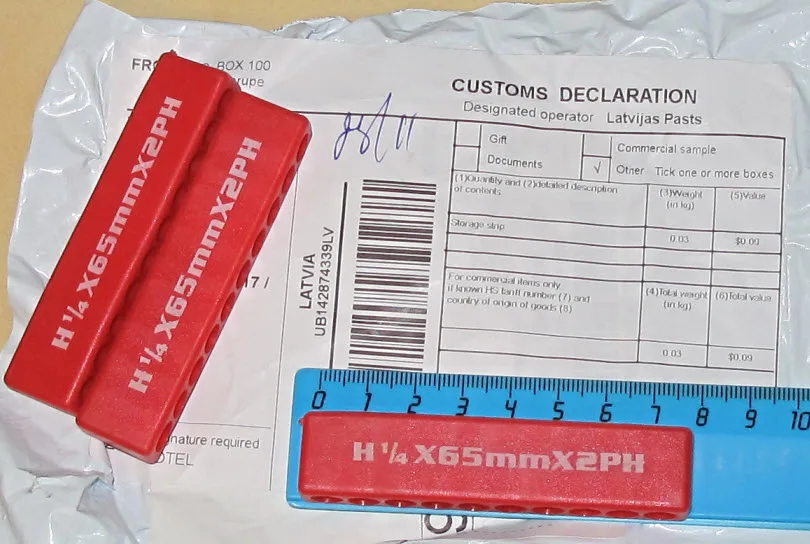 BOX 100
CUSTOMS DECLARATION
Designated operator Latvijas Pasts
Gift
Commercial sample
Documents
√ Other Tick one or more boxes
(1)Quantity and (2)detailed description
of contents
(3)Weight
(in kg)
(5)Value
Storage strip
0.03
$0.09
For commercial items only
if known HS tariff number (7) and
country of origin of goods (8)
(4)Total weight
(in kg)
(6)Total value
0.03
$0.09
LATVIA
UB142874339LV
H 1/4 X65mmX2PH
H 1/4 X65mmX2PH
17 /
0 1 2 3 4 5 6 7 8 9 10
H 1/4 X65mmX2PH
required